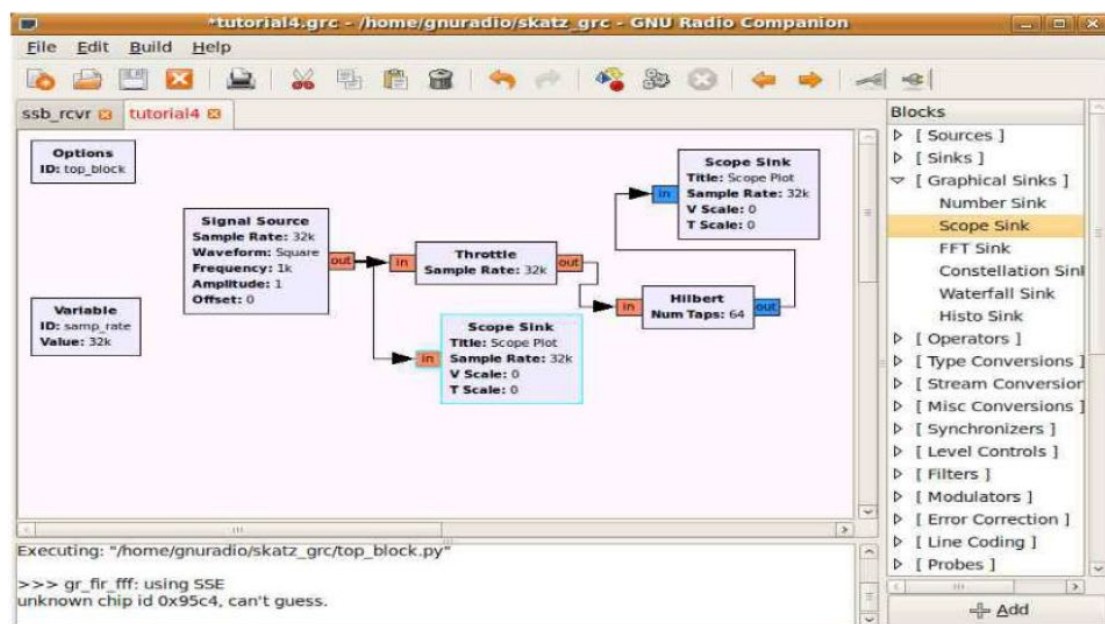 *tutorial4.grc - /home/gnuradio/skatz_grc - GNU Radio Companion
File Edit Build Help
ssb_rcvr tutorial4
Options
ID: top_block
Signal Source
Sample Rate: 32k
Waveform: Square
Frequency: 1k
Amplitude: 1
Offset: 0
out
Variable
ID: samp_rate
Value: 32k
in
Throttle
Sample Rate: 32k
out
in
Scope Sink
Title: Scope Plot
Sample Rate: 32k
V Scale: 0
T Scale: 0
in
Hilbert
Num Taps: 64
out
in
Scope Sink
Title: Scope Plot
Sample Rate: 32k
V Scale: 0
T Scale: 0
Blocks
[ Sources ]
[ Sinks ]
[ Graphical Sinks ]
Number Sink
Scope Sink
FFT Sink
Constellation Sink
Waterfall Sink
Histo Sink
[ Operators ]
[ Type Conversions ]
[ Stream Conversion
[ Misc Conversions ]
[ Synchronizers ]
[ Level Controls ]
[ Filters ]
[ Modulators ]
[ Error Correction ]
[ Line Coding ]
[ Probes ]
Add
Executing: "/home/gnuradio/skatz_grc/top_block.py"
>>> gr_fir_fff: using SSE
unknown chip id 0x95c4, can't guess.